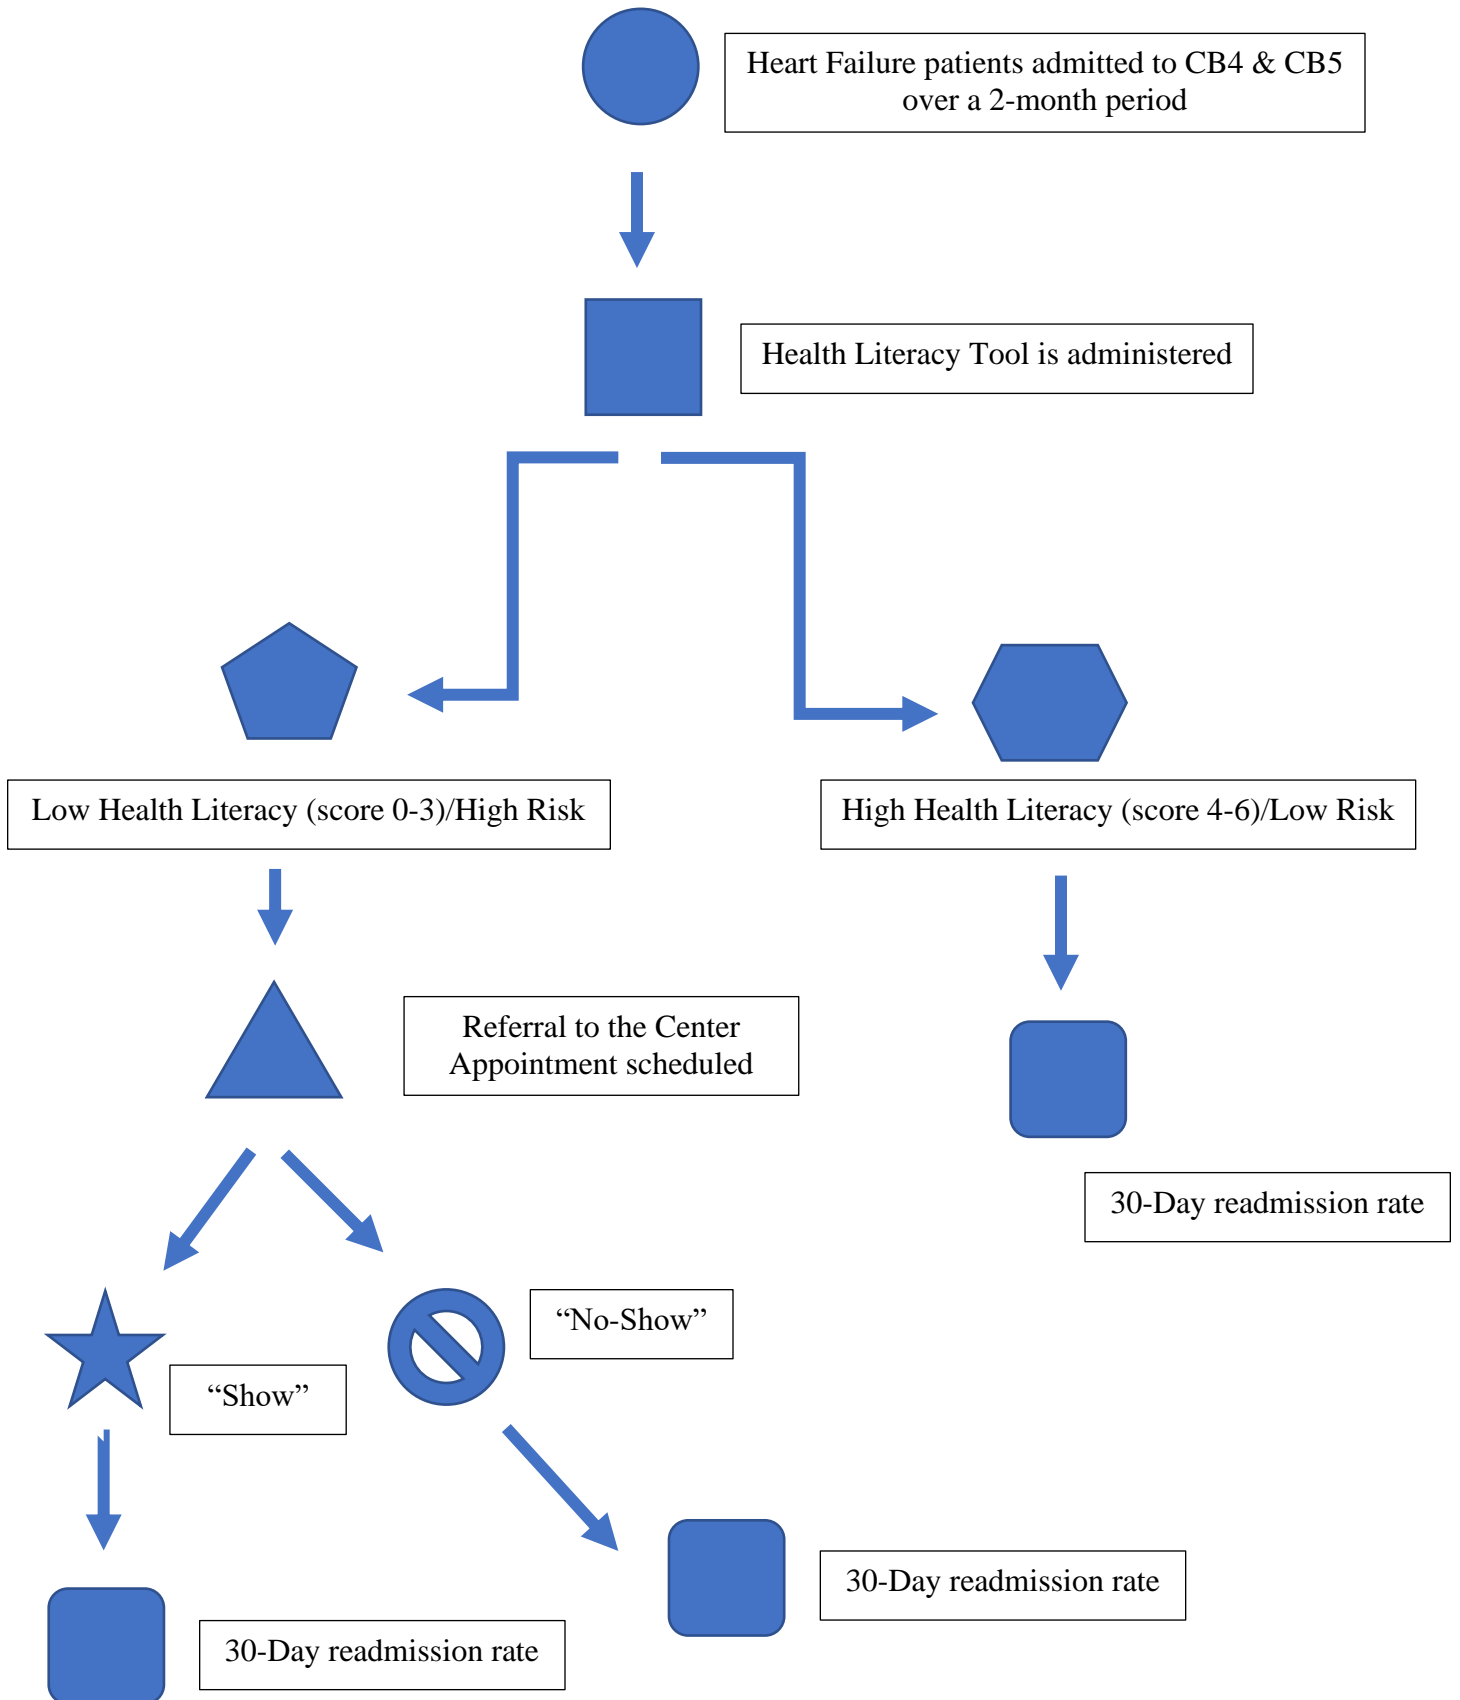 Heart Failure patients admitted to CB4 & CB5
over a 2-month period
Health Literacy Tool is administered
Low Health Literacy (score 0-3)/High Risk
High Health Literacy (score 4-6)/Low Risk
Referral to the Center
Appointment scheduled
30-Day readmission rate
“No-Show”
“Show”
30-Day readmission rate
30-Day readmission rate